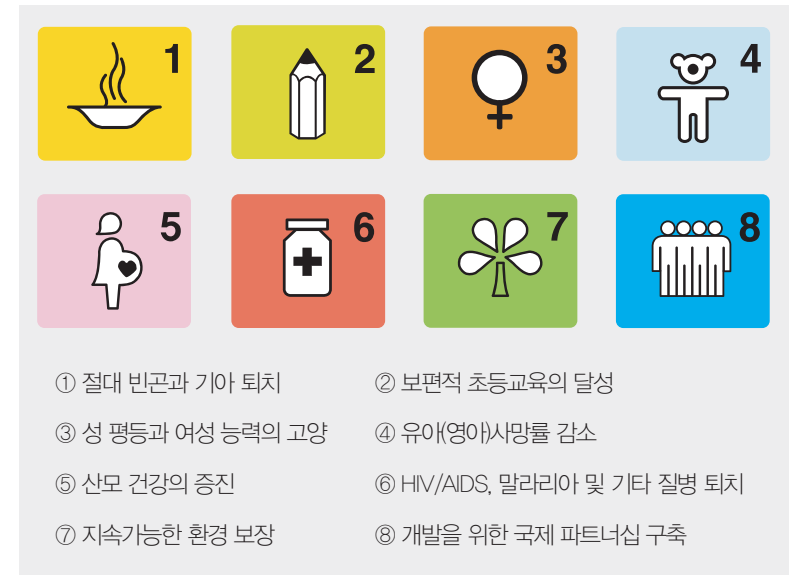 1 2 3 4
5 6 7 8
① 절대 빈곤과 기아 퇴치 ② 보편적 초등교육의 달성
③ 성 평등과 여성 능력의 고양 ④ 유아(영아)사망률 감소
⑤ 산모 건강의 증진 ⑥ HIV/AIDS, 말라리아 및 기타 질병 퇴치
⑦ 지속가능한 환경 보장 ⑧ 개발을 위한 국제 파트너십 구축